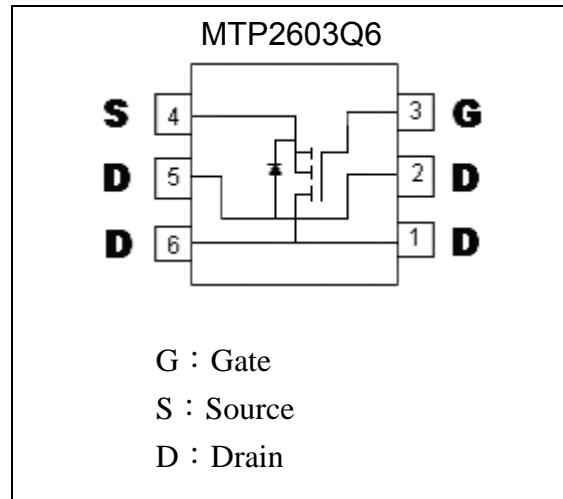 MTP2603Q6
S 4 3 G
D 5 2 D
D 6 1 D
G：Gate
S：Source
D：Drain